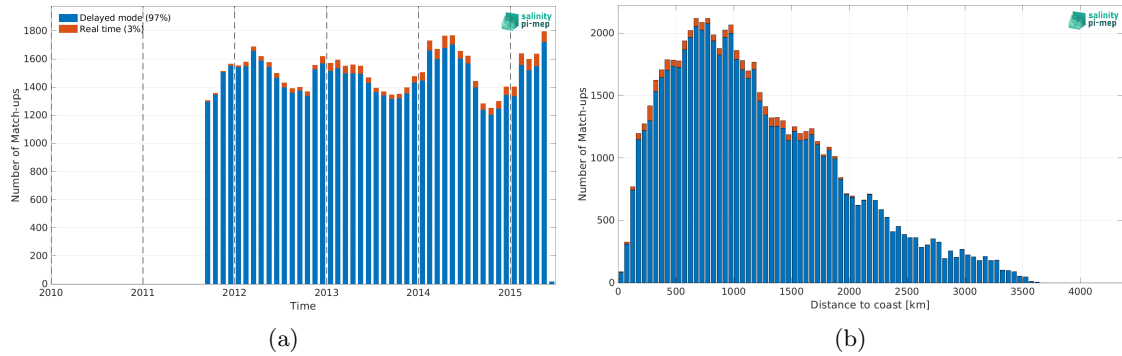 Delayed mode (97%)
Real time (3%)
salinity
pi-mep
1800
1600
1400
1200
1000
800
600
400
200
0
Number of Match-ups
2010
2011
2012
2013
2014
2015
Time
(a)
salinity
pi-mep
2000
1500
1000
500
0
Number of Match-ups
0
500
1000
1500
2000
2500
3000
3500
4000
Distance to coast [km]
(b)